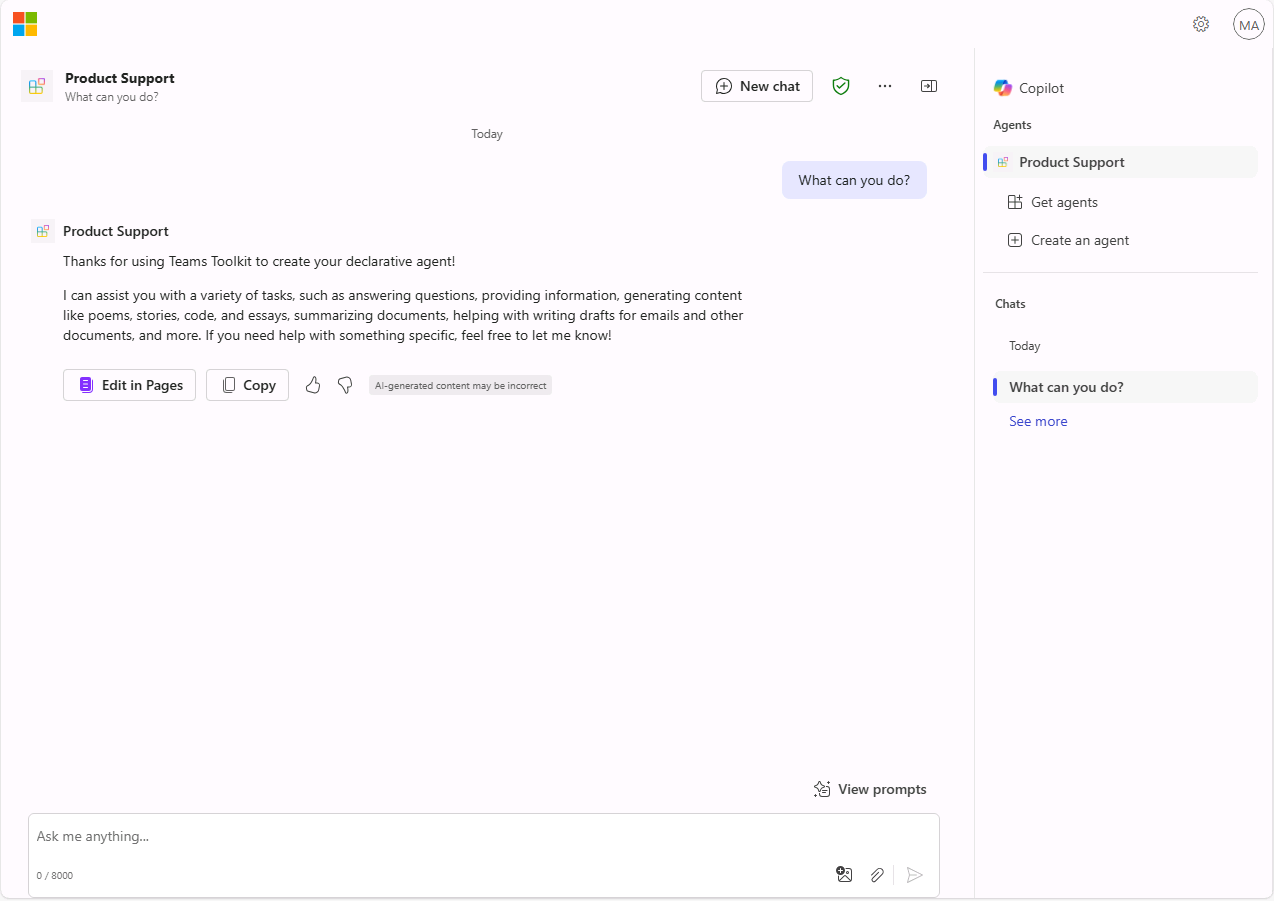 MA
Product Support
What can you do?
New chat
Today
What can you do?
Product Support
Thanks for using Teams Toolkit to create your declarative agent!
I can assist you with a variety of tasks, such as answering questions, providing information, generating content
like poems, stories, code, and essays, summarizing documents, helping with writing drafts for emails and other
documents, and more. If you need help with something specific, feel free to let me know!
Edit in Pages
Copy
AI-generated content may be incorrect
View prompts
Ask me anything...
0 / 8000
Copilot
Agents
Product Support
Get agents
Create an agent
Chats
Today
What can you do?
See more